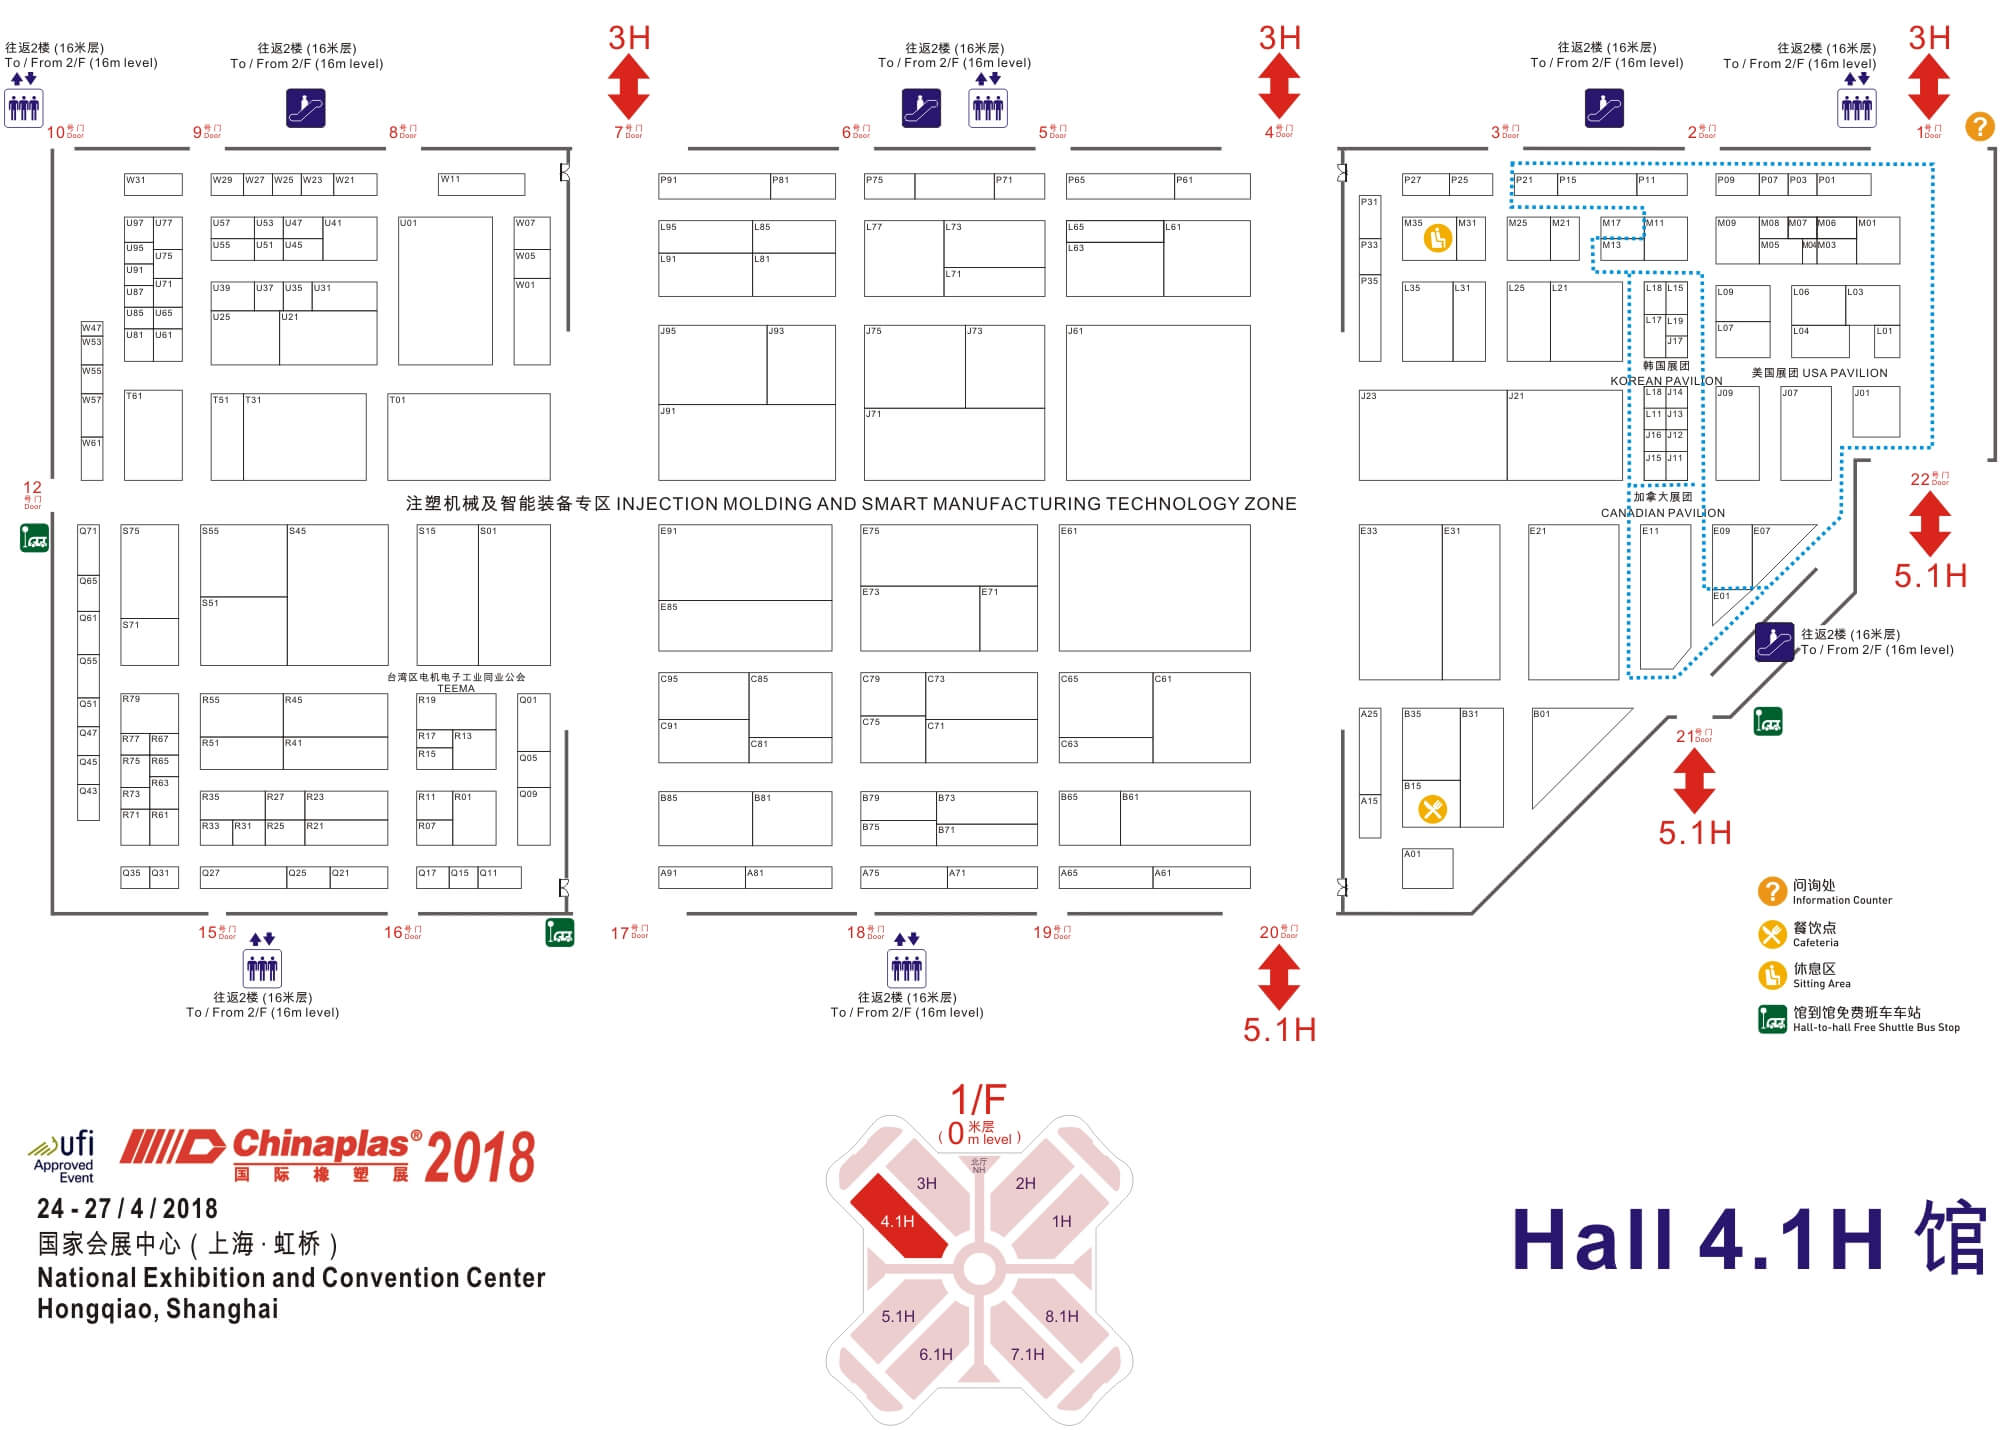 3H
3H
3H
往返2楼 (16米层)
To / From 2/F (16m level)
往返2楼 (16米层)
To / From 2/F (16m level)
往返2楼 (16米层)
To / From 2/F (16m level)
往返2楼 (16米层)
To / From 2/F (16m level)
往返2楼 (16米层)
To / From 2/F (16m level)
10号门 Door
9号门 Door
8号门 Door
7号门 Door
6号门 Door
5号门 Door
4号门 Door
3号门 Door
2号门 Door
1号门 Door
?
W31 W29 W27 W25 W23 W21 W11
U97 U77 U57 U53 U47 U41 U01 W07
U95 U55 U51 U45
U75 W05
U91
U87 U71 U39 U37 U35 U31 W01
U85 U65 U25 U21
W47 U81 U61
W53
W55
W57 T61 T51 T31 T01
W61
P91 P81 P75 P71 P65 P61
L95 L85 L77 L73 L65 L61
L63
L91 L81
L71
J95 J93 J75 J73 J61
J91 J71
P27 P25 P21 P15 P11 P09 P07 P03 P01
P31
M35 M31 M25 M21 M17 M11 M09 M08 M07 M06 M01
P33 M13 M05 M04 M03
P35 L35 L31 L25 L21 L18 L15 L09 L06 L03
L17 L19 L07 L04 L01
J17
韩国展团
KOREAN PAVILION
美国展团 USA PAVILION
J23 J21 L18 J14 J09 J07 J01
L11 J13
J16 J12
J15 J11
12号门 Door
22号门 Door
5.1H
注塑机械及智能装备专区 INJECTION MOLDING AND SMART MANUFACTURING TECHNOLOGY ZONE
加拿大展团
CANADIAN PAVILION
Q71 S75 S55 S45 S15 S01
Q65
S51
Q61 S71
Q55
台湾区电机电子工业同业公会
TEEMA
Q51 R79 R55 R45 R19 Q01
Q47 R77 R67 R51 R41 R17 R13
Q45 R75 R65 R15 Q05
R63
Q43 R73 R35 R27 R23 R11 R01 Q09
R71 R61 R33 R31 R25 R21 R07
Q35 Q31 Q27 Q25 Q21 Q17 Q15 Q11
E91 E75 E61
E85 E73 E71
C95 C85 C79 C73 C65 C61
C91 C75 C71
C81 C63
B85 B81 B79 B73 B65 B61
B75 B71
A91 A81 A75 A71 A65 A61
E33 E31 E21 E11 E09 E07
E01
往返2楼 (16米层)
To / From 2/F (16m level)
A25 B35 B31 B01
B15
A15
A01
21号门 Door
5.1H
15号门 Door
16号门 Door
17号门 Door
18号门 Door
19号门 Door
20号门 Door
5.1H
往返2楼 (16米层)
To / From 2/F (16m level)
往返2楼 (16米层)
To / From 2/F (16m level)
? 问询处
Information Counter
餐饮点
Cafeteria
休息区
Sitting Area
馆到馆免费班车车站
Hall-to-hall Free Shuttle Bus Stop
ufi
Approved
Event
Chinaplas® 2018
国际橡塑展
24 - 27 / 4 / 2018
国家会展中心 ( 上海 · 虹桥 )
National Exhibition and Convention Center
Hongqiao, Shanghai
1/F
( 0 米层 m level )
北厅
NH
3H
2H
4.1H
1H
5.1H
8.1H
6.1H
7.1H
Hall 4.1H 馆